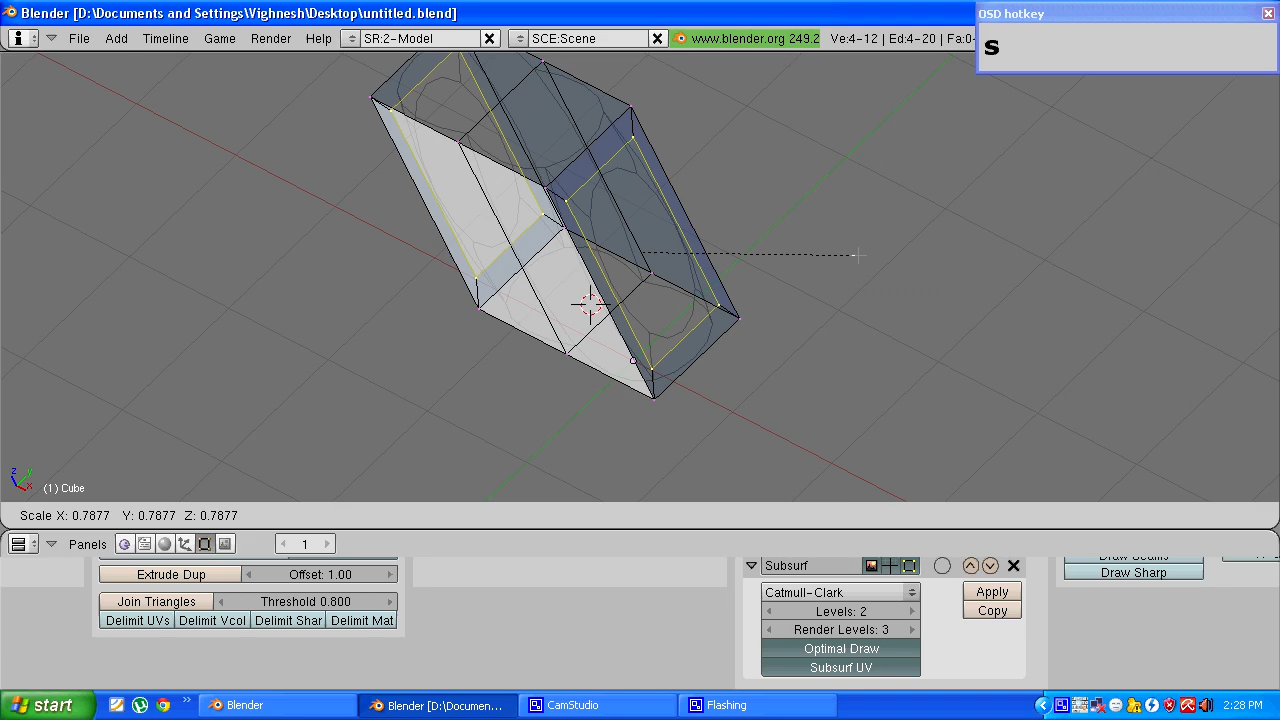 Blender [D:\Documents and Settings\Vighnesh\Desktop\untitled.blend]
OSD hotkey
s
File Add Timeline Game Render Help SR:2-Model SCE:Scene www.blender.org 249.2 Ve:4-12 | Ed:4-20 | Fa:0-
z y x
(1) Cube
Scale X: 0.7877 Y: 0.7877 Z: 0.7877
Panels 1
Extrude Dup Offset: 1.00
Join Triangles Threshold 0.800
Delimit UVs Delimit Vcol Delimit Shar Delimit Mat
Subsurf
Catmull-Clark
Levels: 2
Render Levels: 3
Optimal Draw
Subsurf UV
Apply
Copy
Draw Seams
Draw Sharp
start Blender Blender [D:\Documen... CamStudio Flashing 2:28 PM